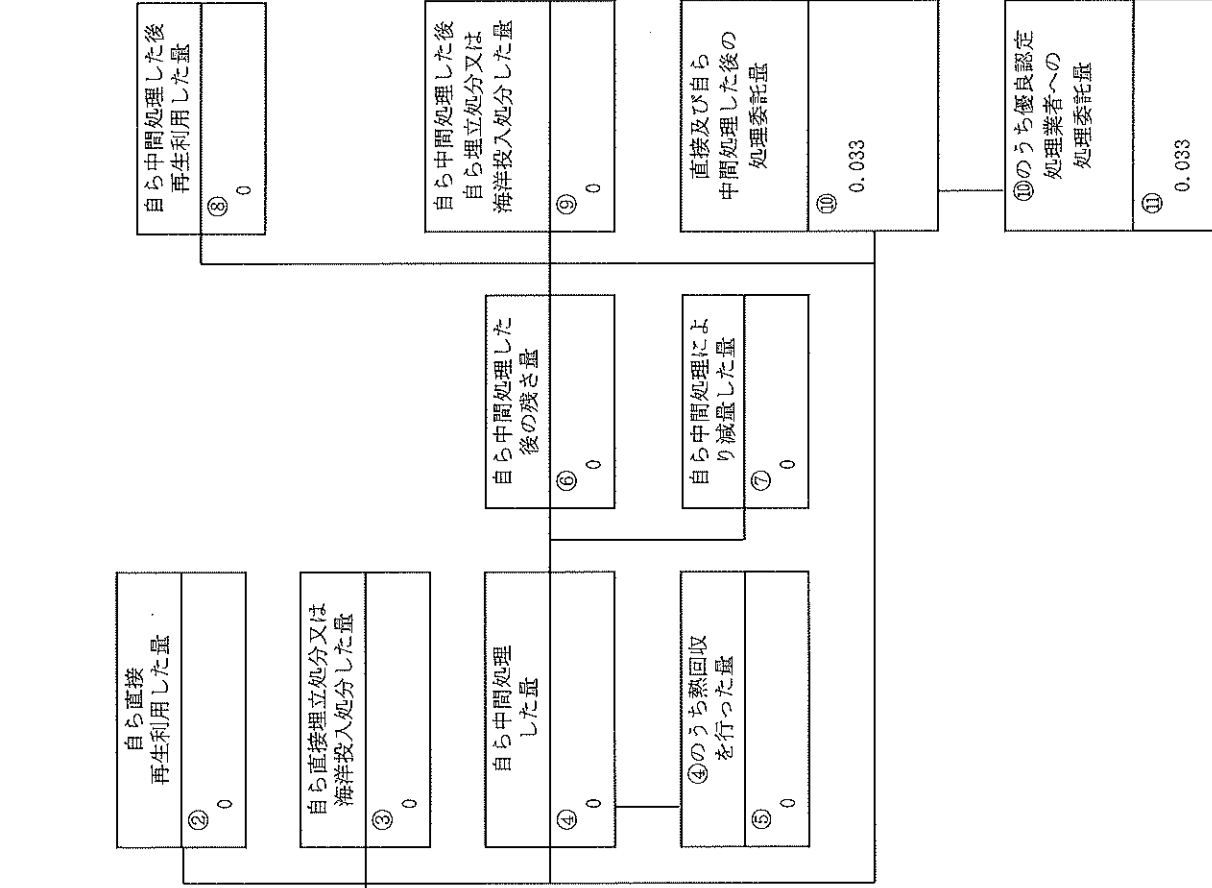 自ら直接
再生利用した量
②
0
自ら直接埋立処分又は
海洋投入処分した量
③
0
自ら中間処理
した量
④
0
④のうち熱回収
を行った量
⑤
0
自ら中間処理した
後の残さ量
⑥
0
自ら中間処理によ
り減量した量
⑦
0
自ら中間処理した後
再生利用した量
⑧
0
自ら中間処理した後
自ら埋立処分又は
海洋投入処分した量
⑨
0
直接及び自ら
中間処理した後の
処理委託量
⑩
0.033
⑩のうち優良認定
処理業者への
処理委託量
⑪
0.033